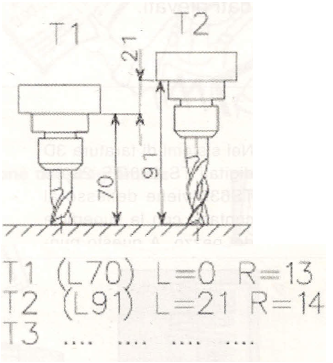 T1
T2
21
70
91
T1 (L70) L=0 R=13
T2 (L91) L=21 R=14
T3 .... .... .... ....